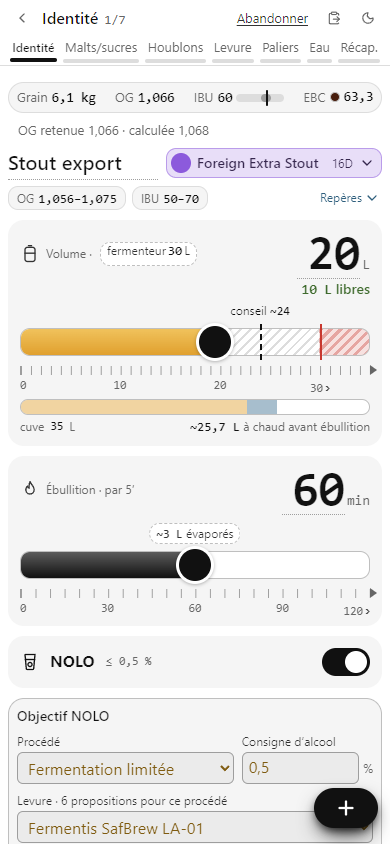 Identité 1/7 Abandonner
Identité Malts/sucres Houblons Levure Paliers Eau Récap.
Grain 6,1 kg OG 1,066 IBU 60 EBC 63,3
OG retenue 1,066 · calculée 1,068
Stout export Foreign Extra Stout 16D
OG 1,056–1,075 IBU 50–70 Repères
Volume · fermenteur 30 L 20 L
10 L libres
conseil ~24
0 10 20 30 ›
cuve 35 L ~25,7 L à chaud avant ébullition
Ébullition · par 5′ 60 min
~3 L évaporés
0 30 60 90 120 ›
NOLO ≤ 0,5 %
Objectif NOLO
Procédé Consigne d’alcool
Fermentation limitée 0,5 %
Levure · 6 propositions pour ce procédé
Fermentis SafBrew LA-01